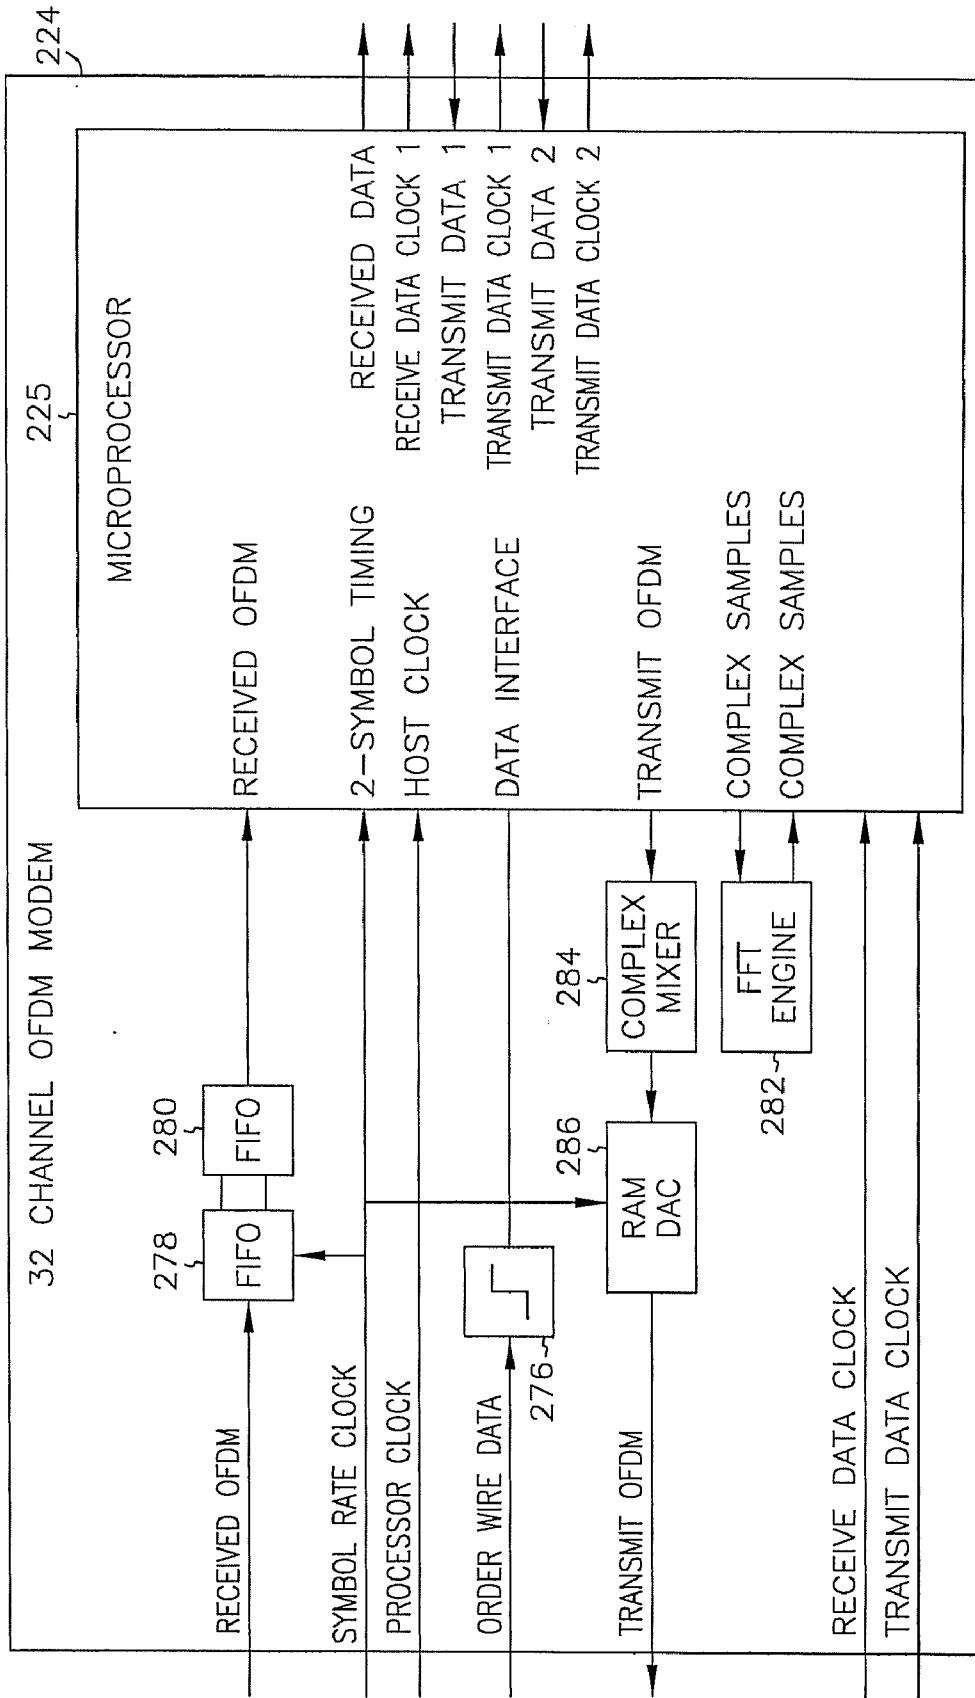 32 CHANNEL OFDM MODEM
224
225
MICROPROCESSOR
RECEIVED OFDM
278
FIFO
280
FIFO
RECEIVED OFDM
SYMBOL RATE CLOCK
2-SYMBOL TIMING
PROCESSOR CLOCK
HOST CLOCK
ORDER WIRE DATA
276
DATA INTERFACE
TRANSMIT OFDM
286
RAM
DAC
284
COMPLEX
MIXER
TRANSMIT OFDM
282
FFT
ENGINE
COMPLEX SAMPLES
COMPLEX SAMPLES
RECEIVE DATA CLOCK
TRANSMIT DATA CLOCK
RECEIVED DATA
RECEIVE DATA CLOCK 1
TRANSMIT DATA 1
TRANSMIT DATA CLOCK 1
TRANSMIT DATA 2
TRANSMIT DATA CLOCK 2